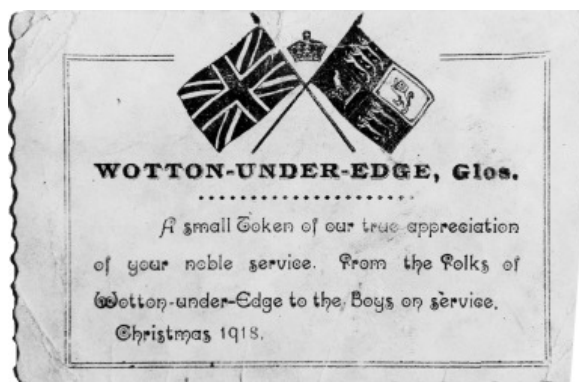 WOTTON-UNDER-EDGE, Glos.
A small Token of our true appreciation
of your noble service. From the Folks of
Wotton-under-Edge to the Boys on service.
Christmas 1918.